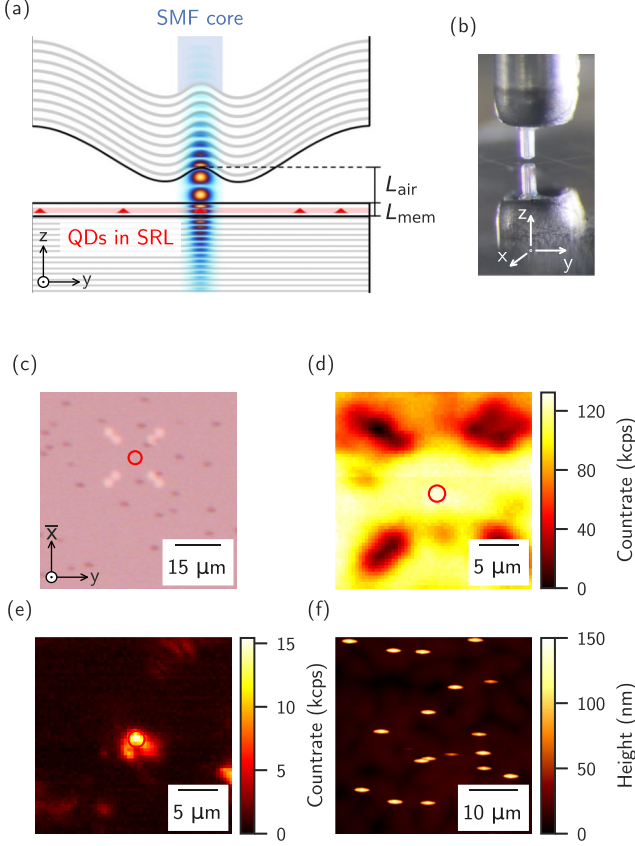 (a)
SMF core
L_air
L_mem
QDs in SRL
z
y
(b)
z
x
y
(c)
x̅
y
15 μm
(d)
5 μm
120
80
40
0
Countrate (kcps)
(e)
5 μm
15
10
5
0
Countrate (kcps)
(f)
10 μm
150
100
50
0
Height (nm)